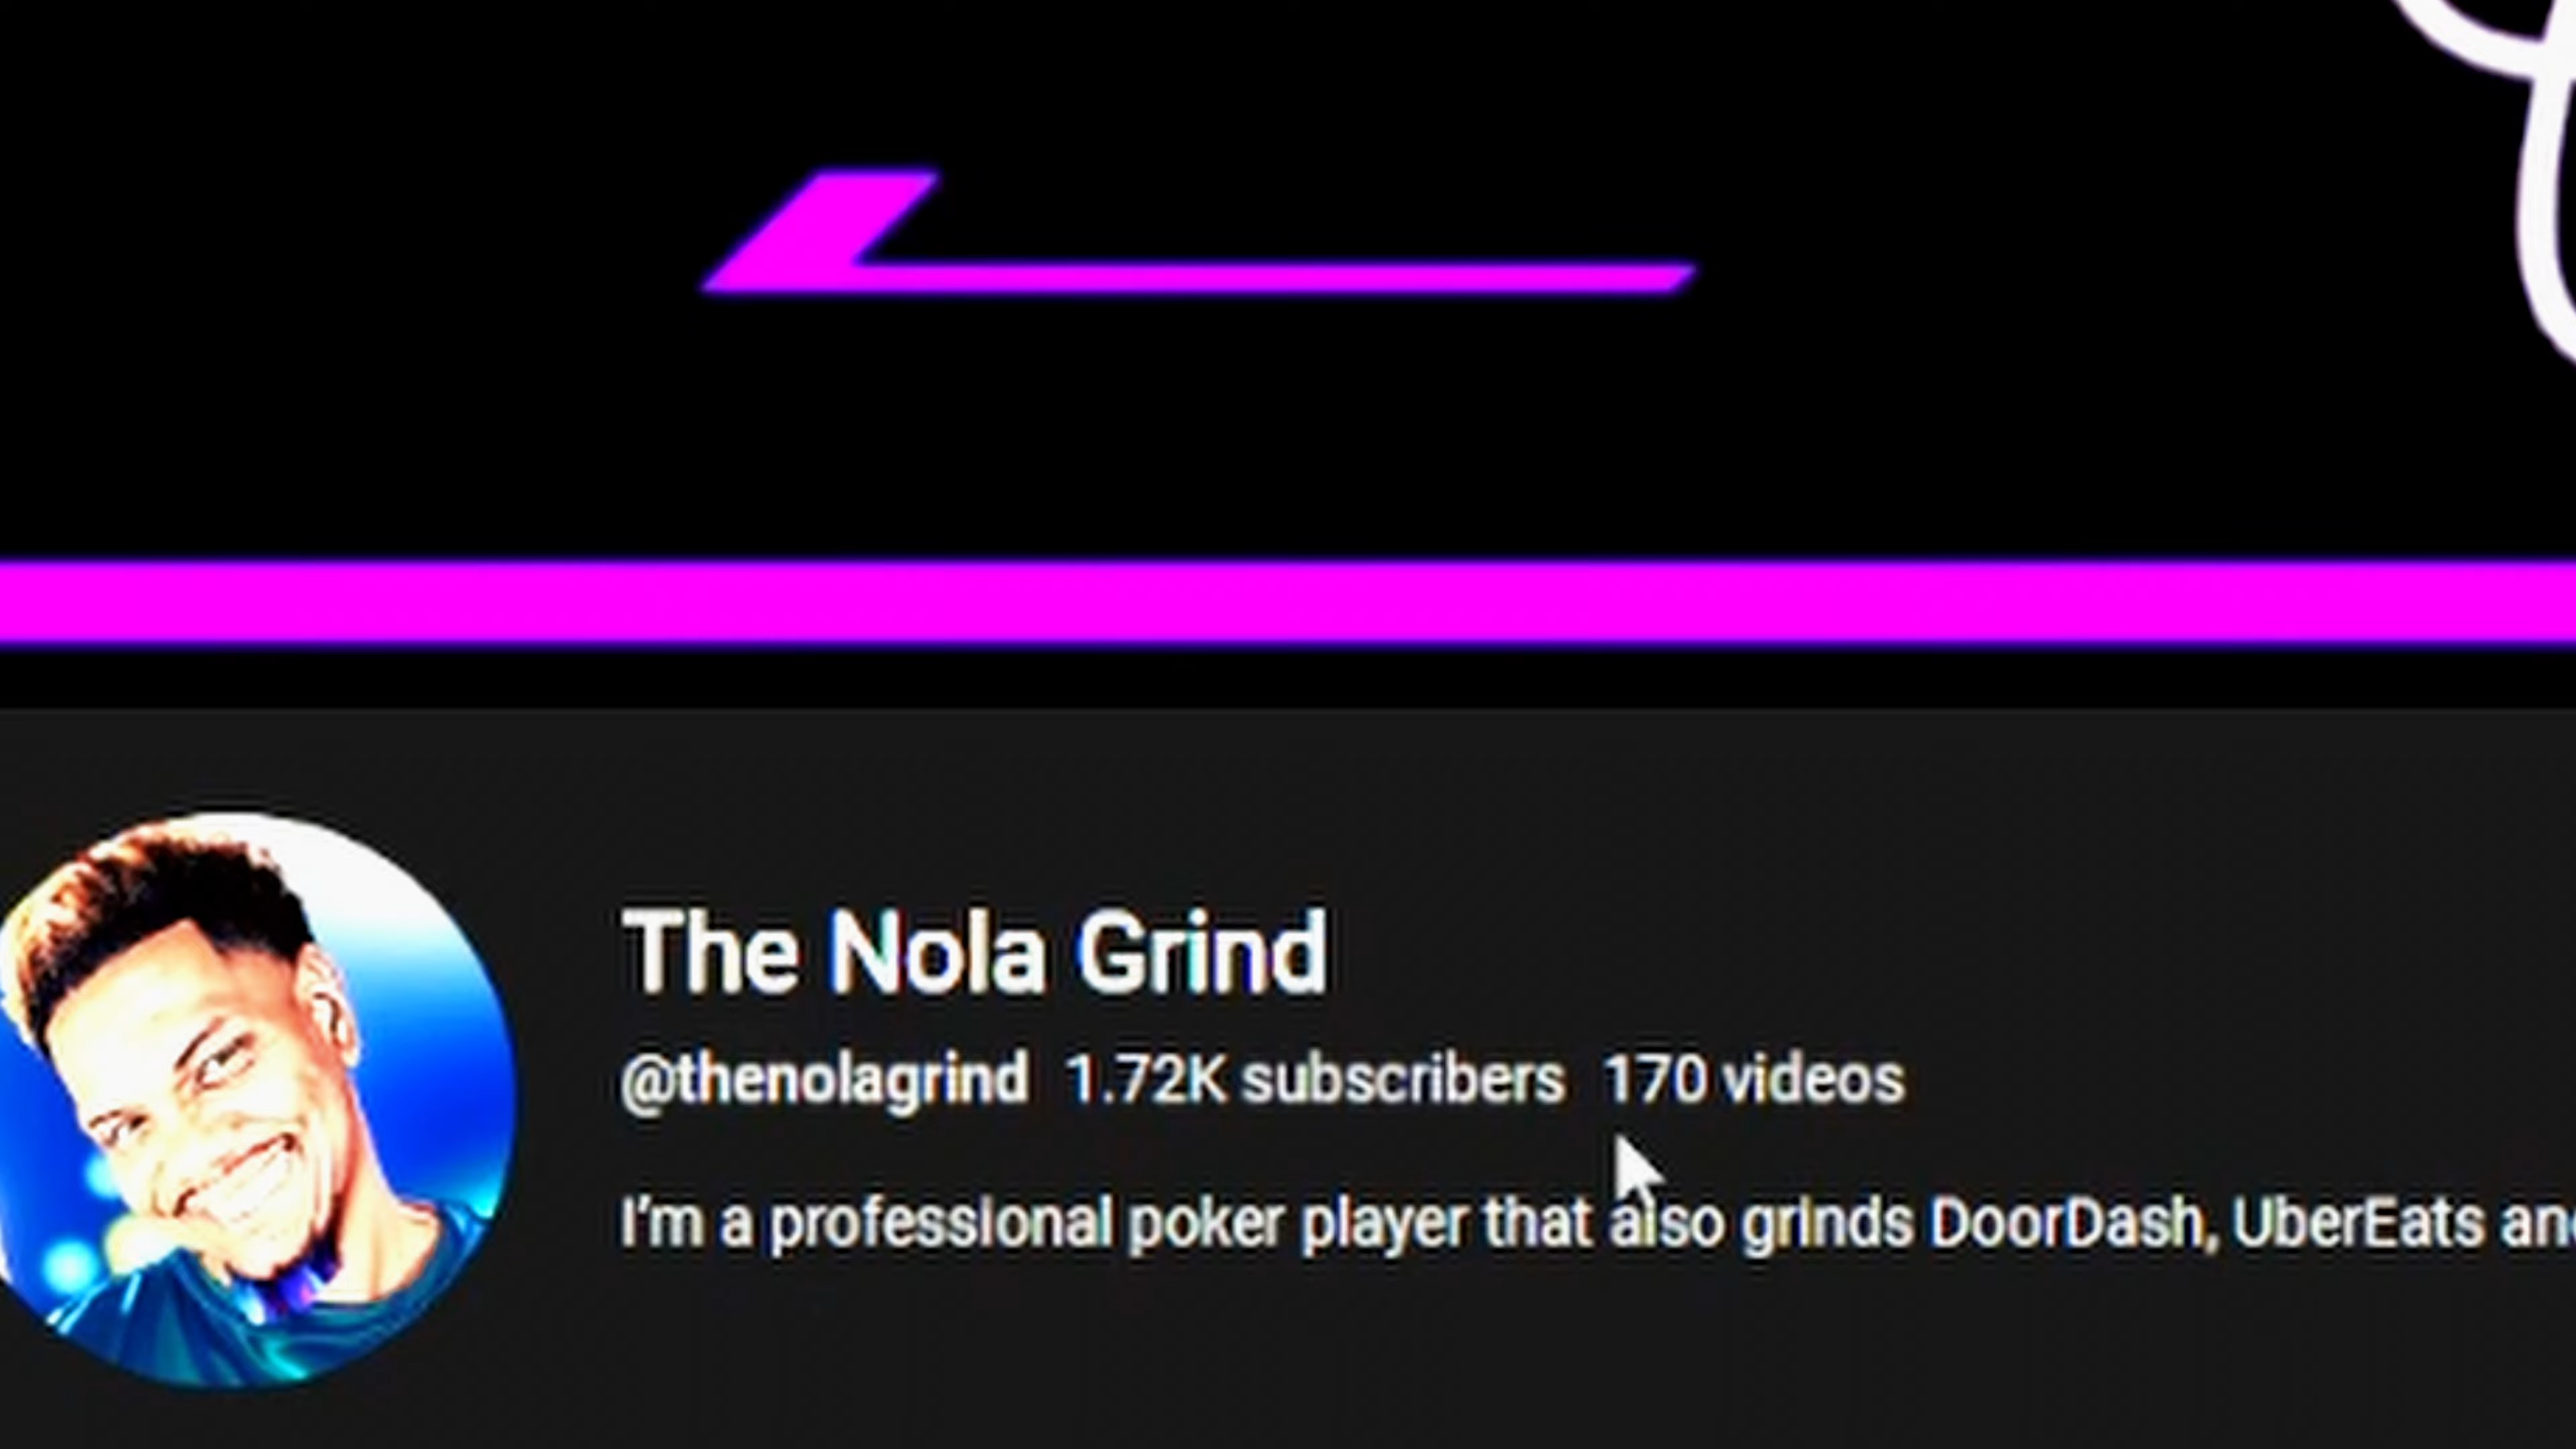 The Nola Grind
@thenolagrind 1.72K subscribers 170 videos
I'm a professional poker player that also grinds DoorDash, UberEats